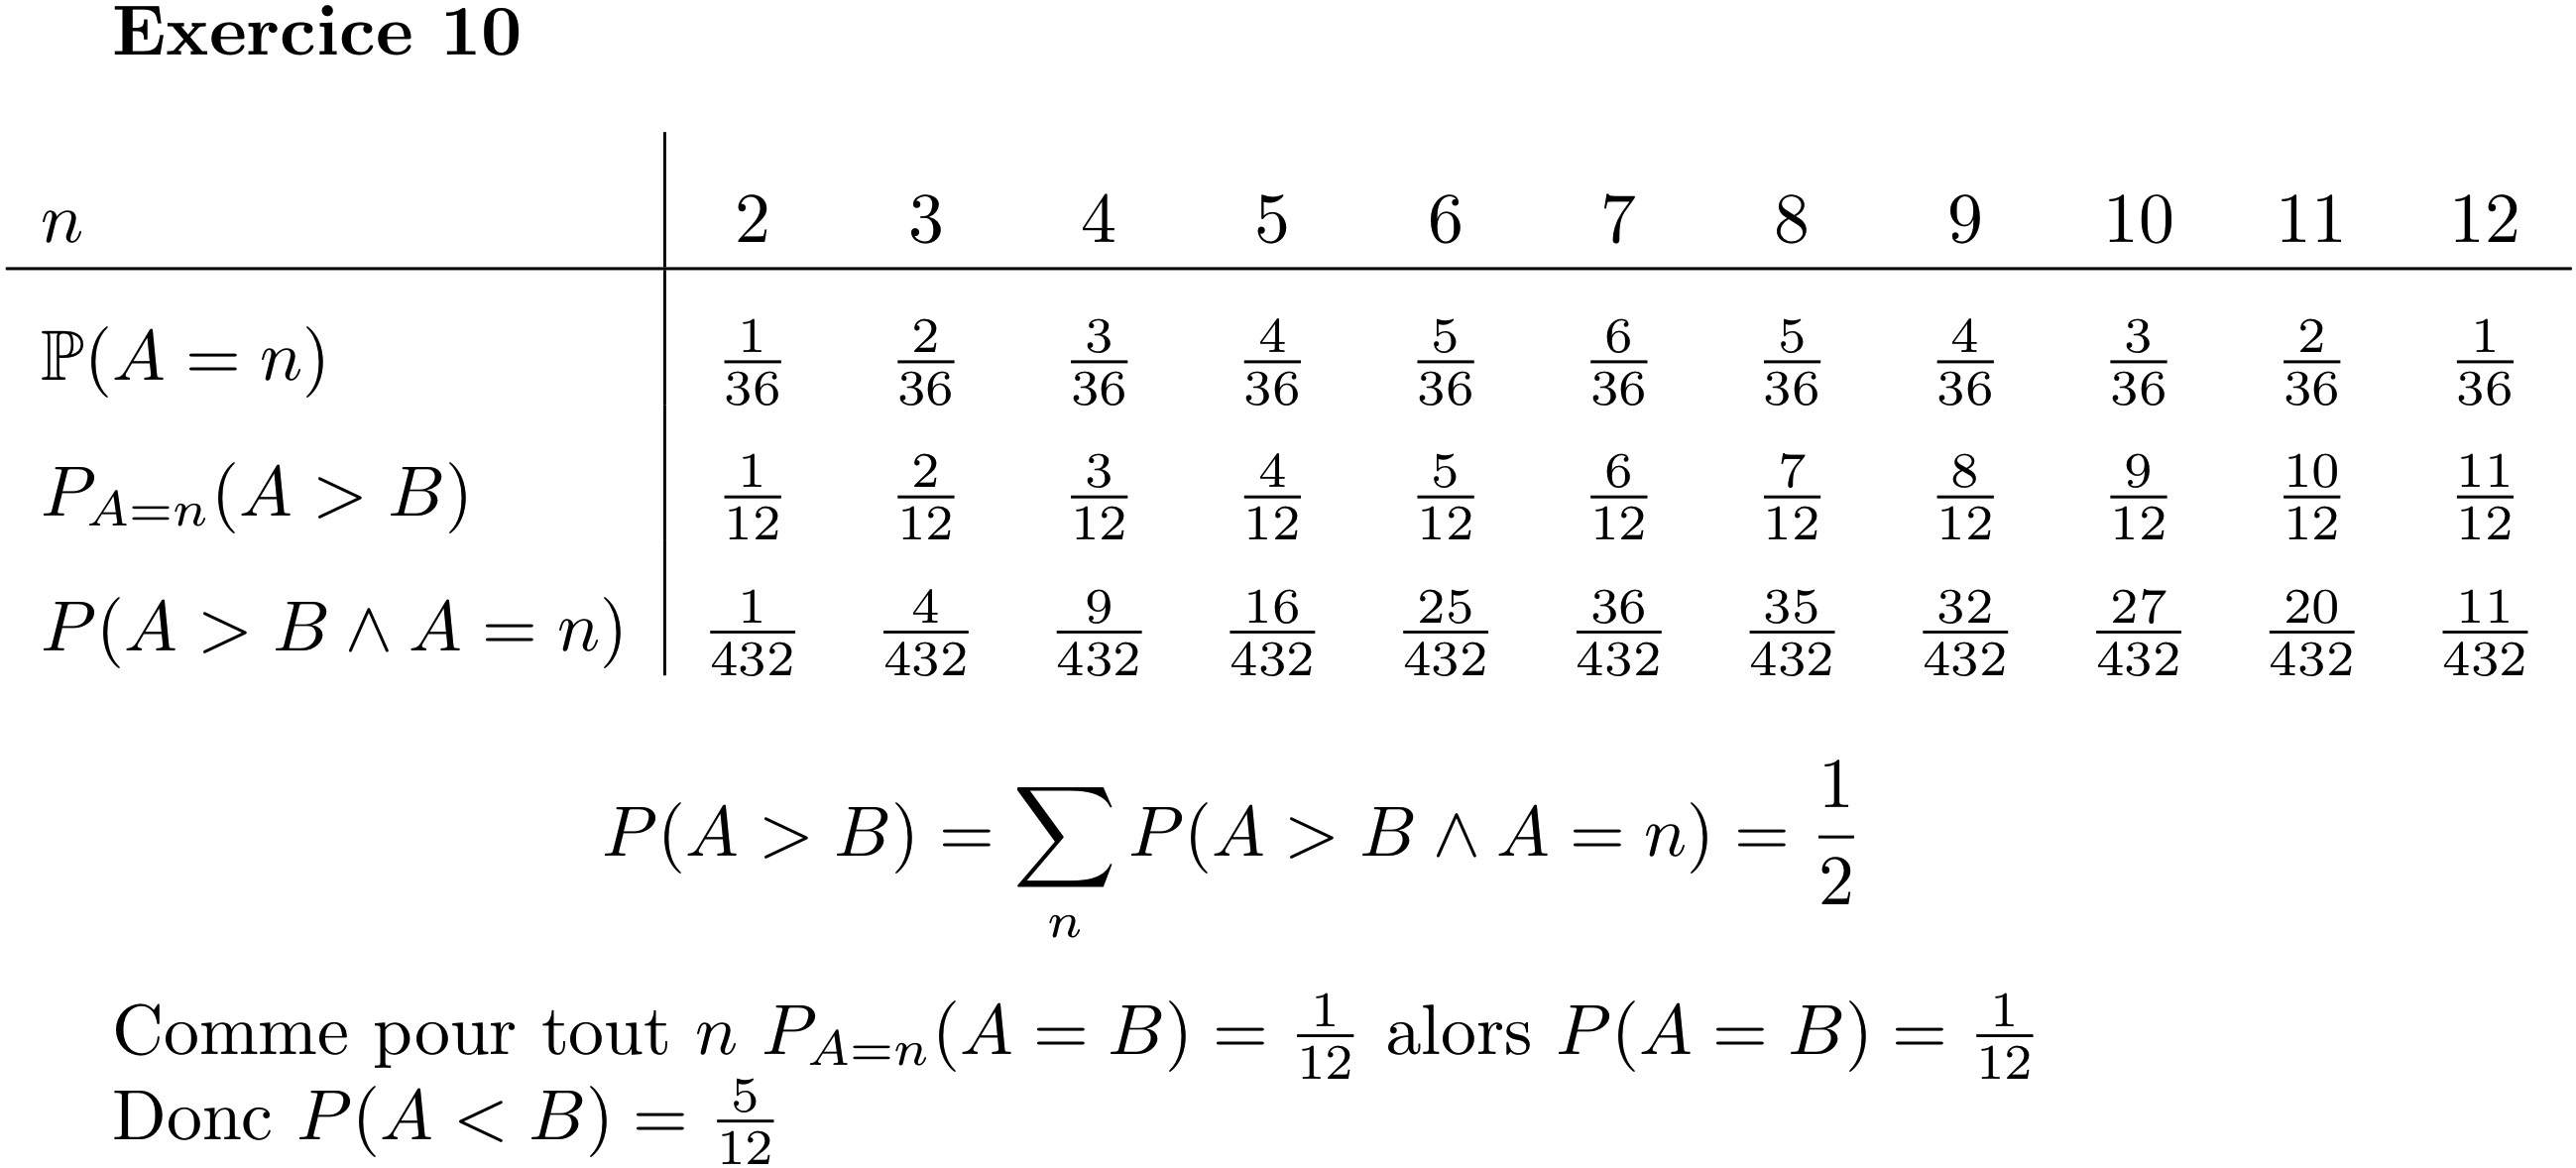 Exercice 10
n 2 3 4 5 6 7 8 9 10 11 12
ℙ(A = n) 1/36 2/36 3/36 4/36 5/36 6/36 5/36 4/36 3/36 2/36 1/36
P_{A=n}(A > B) 1/12 2/12 3/12 4/12 5/12 6/12 7/12 8/12 9/12 10/12 11/12
P(A > B ∧ A = n) 1/432 4/432 9/432 16/432 25/432 36/432 35/432 32/432 27/432 20/432 11/432
P(A > B) = ∑_n P(A > B ∧ A = n) = 1/2
Comme pour tout n P_{A=n}(A = B) = 1/12 alors P(A = B) = 1/12
Donc P(A < B) = 5/12